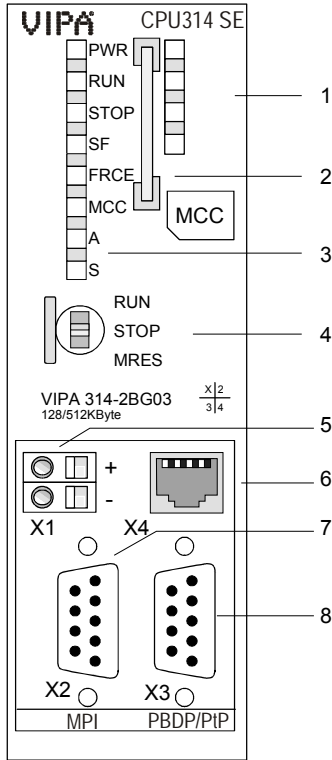 VIPA CPU314 SE
PWR
RUN
STOP
SF
FRCE
MCC
A
S
MCC
1
2
3
RUN
STOP
MRES
4
VIPA 314-2BG03
128/512KByte
X 2
3 4
5
+
-
6
X1 X4
7
8
X2 X3
MPI PBDP/PtP